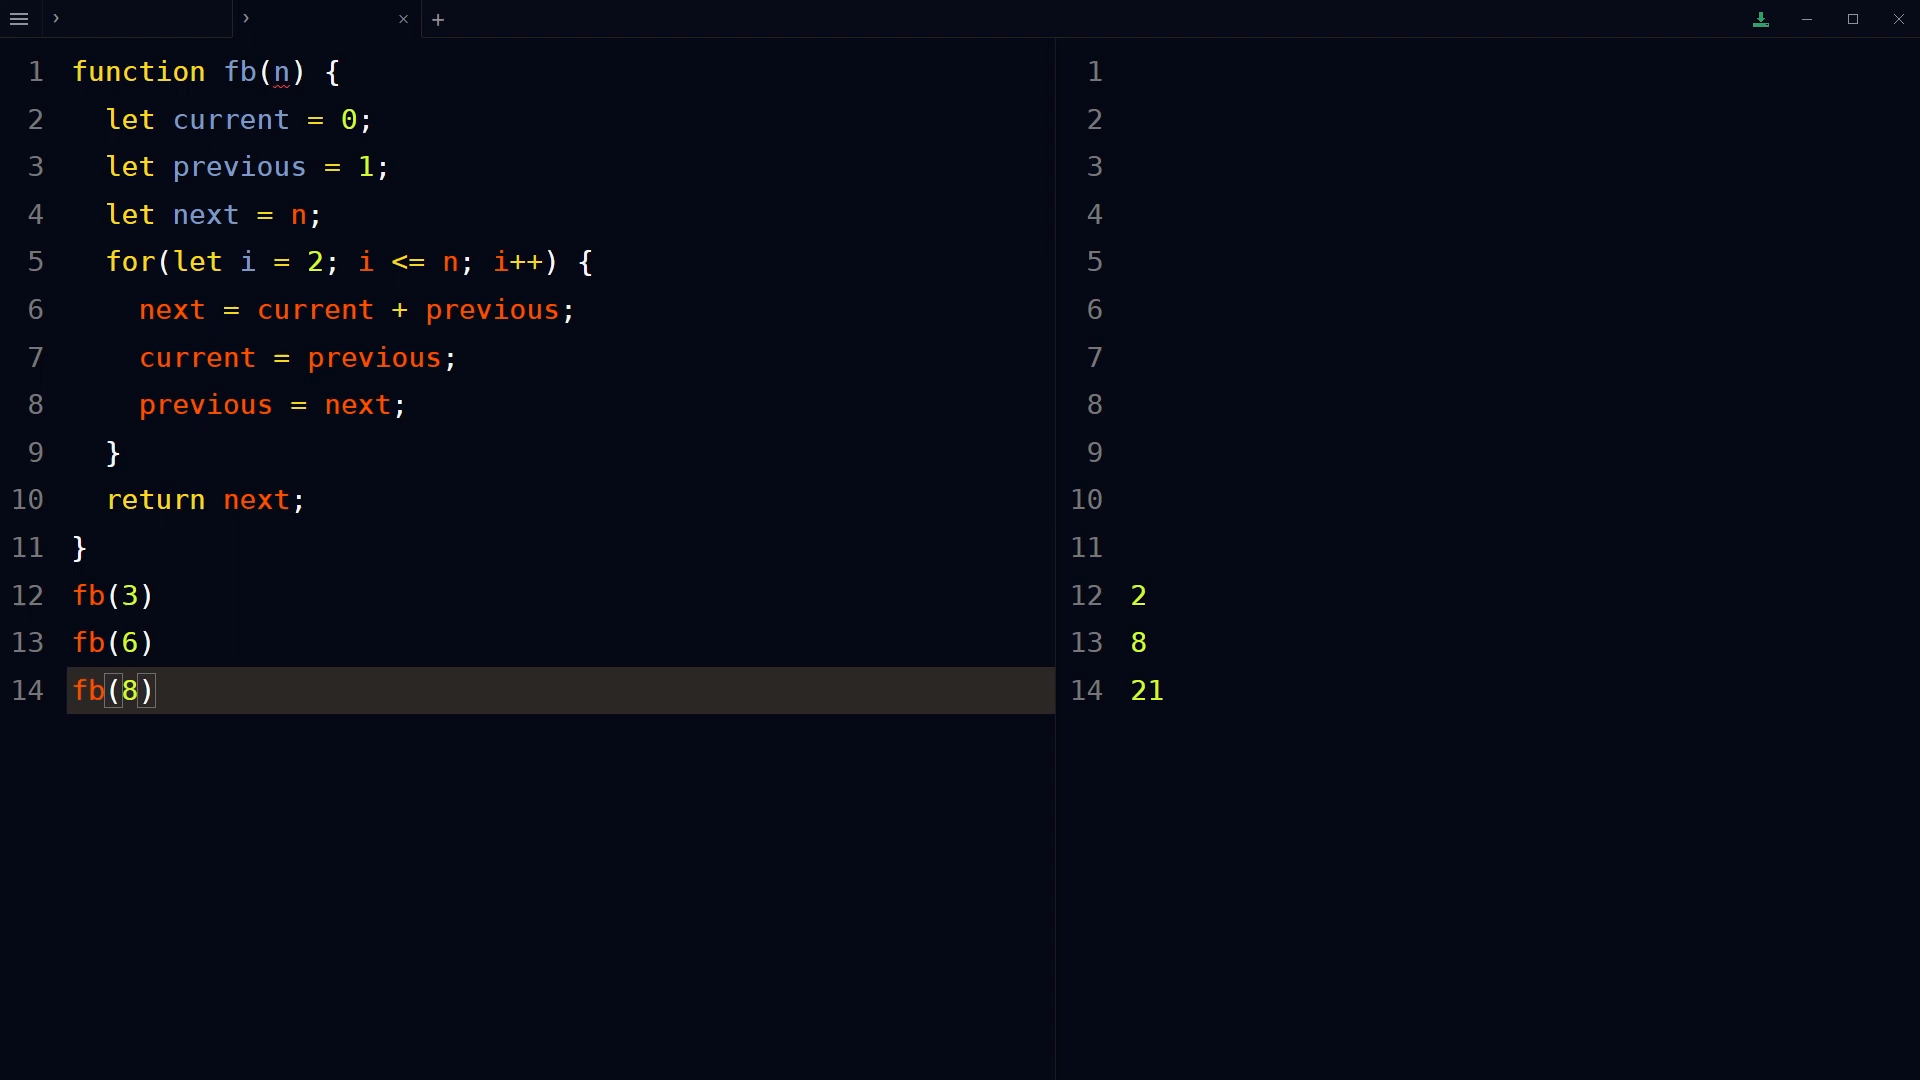 1 function fb(n) {
2   let current = 0;
3   let previous = 1;
4   let next = n;
5   for(let i = 2; i <= n; i++) {
6     next = current + previous;
7     current = previous;
8     previous = next;
9   }
10   return next;
11 }
12 fb(3)
13 fb(6)
14 fb(8)
1
2
3
4
5
6
7
8
9
10
11
12 2
13 8
14 21